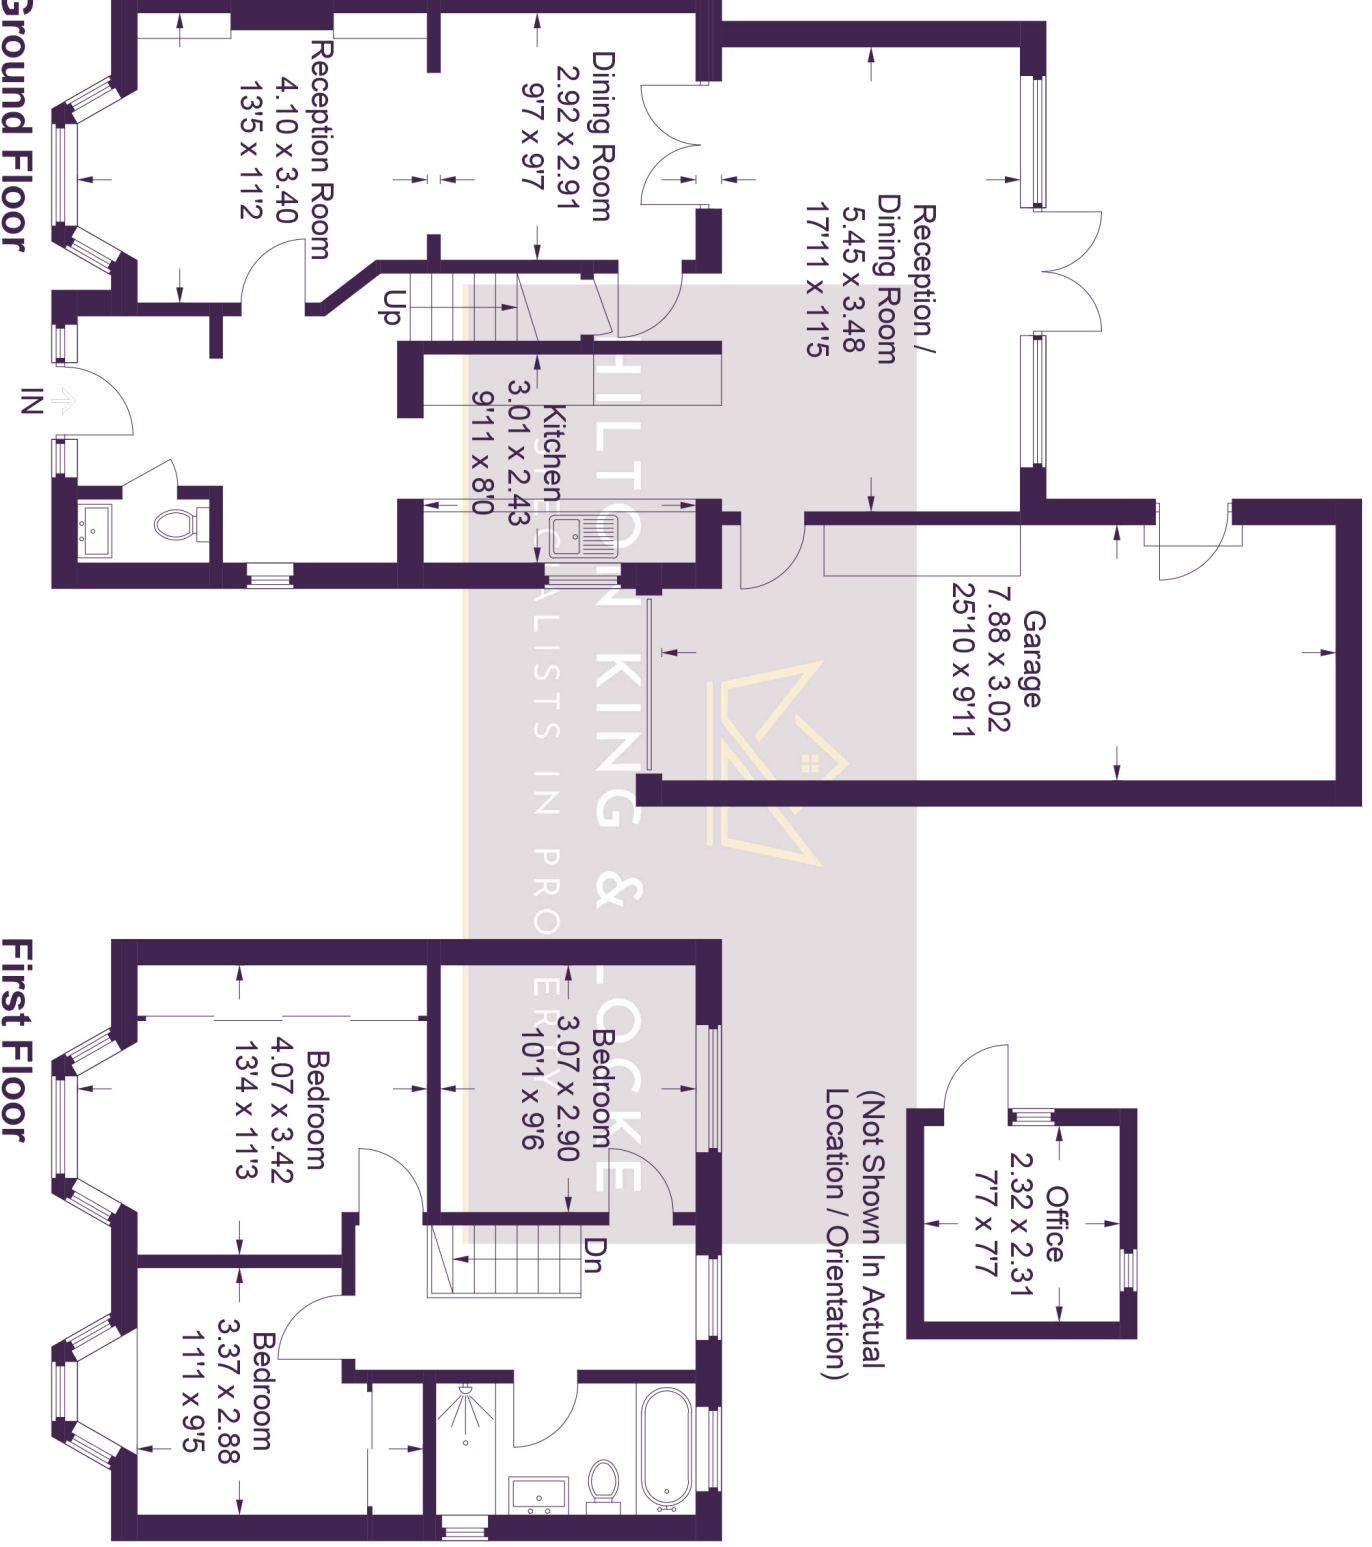 Reception /
Dining Room
5.45 x 3.48
17'11 x 11'5
Garage
7.88 x 3.02
25'10 x 9'11
Dining Room
2.92 x 2.91
9'7 x 9'7
Reception Room
4.10 x 3.40
13'5 x 11'2
Up
Kitchen
3.01 x 2.43
9'11 x 8'0
IN
Ground Floor
Office
2.32 x 2.31
7'7 x 7'7
(Not Shown In Actual
Location / Orientation)
Bedroom
3.07 x 2.90
10'1 x 9'6
Dn
Bedroom
4.07 x 3.42
13'4 x 11'3
Bedroom
3.37 x 2.88
11'1 x 9'5
First Floor
HILTON KING & LOCKE
SPECIALISTS IN PROPERTY